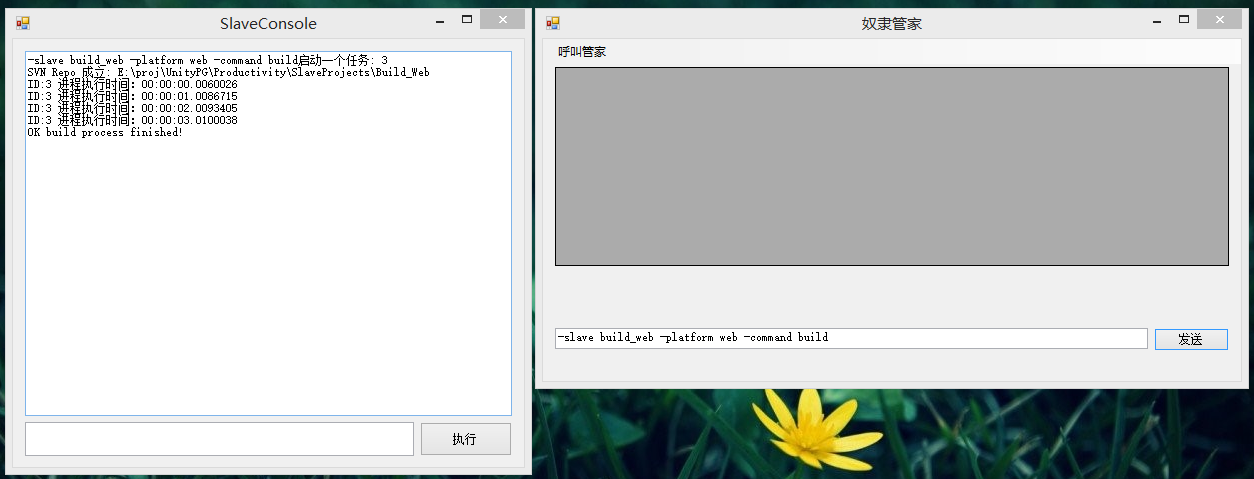 SlaveConsole
-slave build_web -platform web -command build启动一个任务: 3
SVN Repo 成立: E:\proj\UnityPG\Productivity\SlaveProjects\Build_Web
ID:3 进程执行时间: 00:00:00.0060026
ID:3 进程执行时间: 00:00:01.0086715
ID:3 进程执行时间: 00:00:02.0093405
ID:3 进程执行时间: 00:00:03.0100038
OK build process finished!
执行
奴隶管家
呼叫管家
-slave build_web -platform web -command build
发送